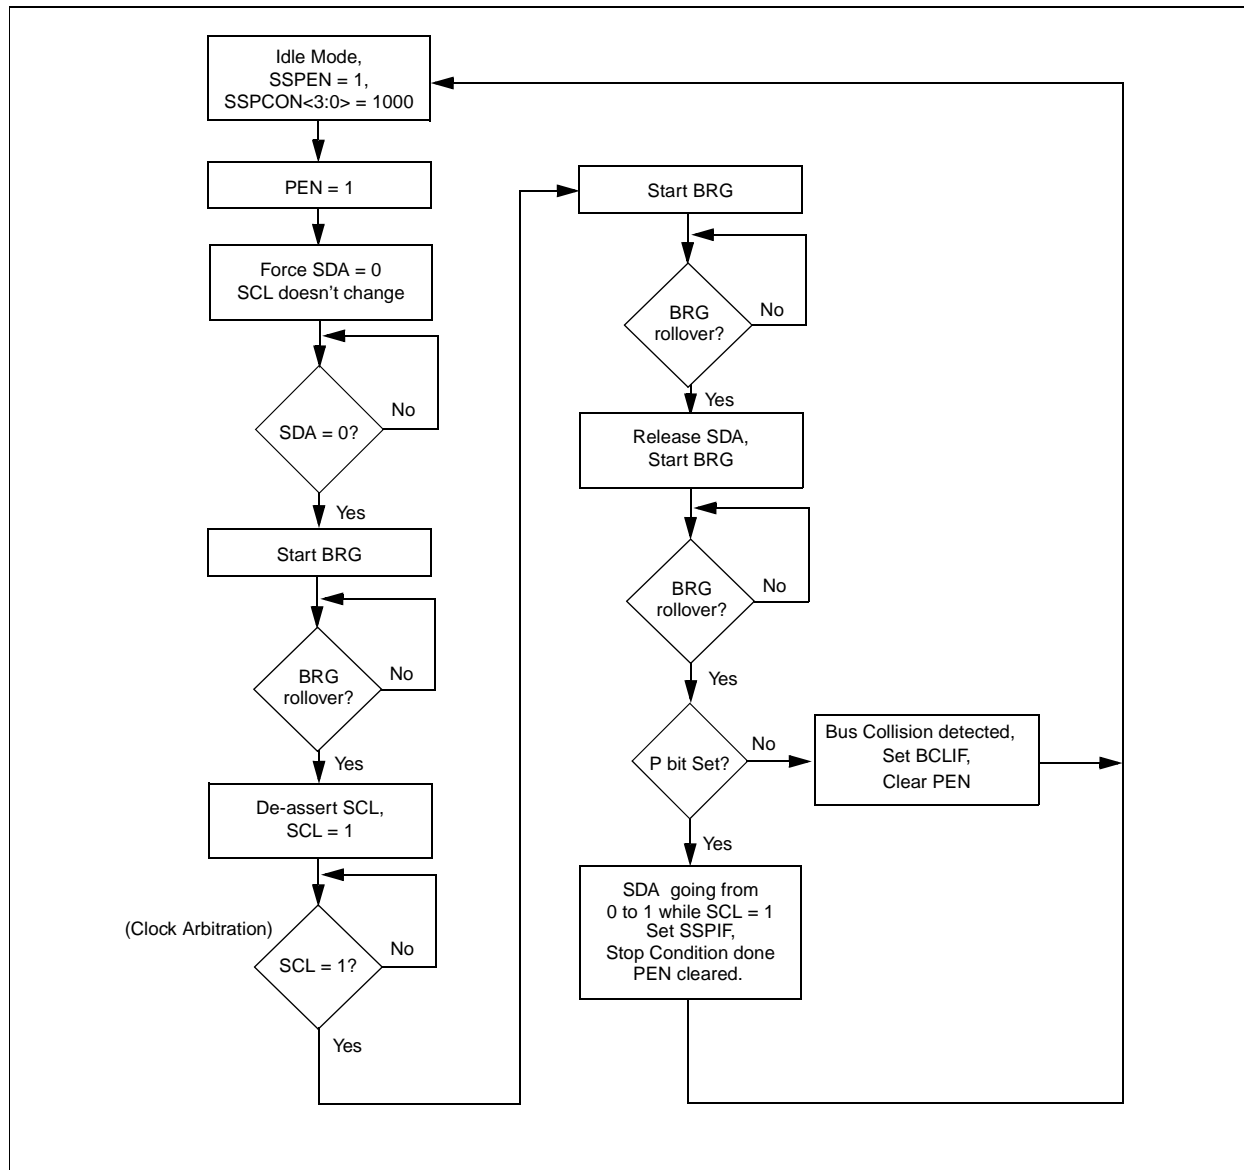 Idle Mode,
SSPEN = 1,
SSPCON<3:0> = 1000
PEN = 1
Force SDA = 0
SCL doesn't change
No
SDA = 0?
Yes
Start BRG
BRG
rollover?
No
Yes
De-assert SCL,
SCL = 1
(Clock Arbitration)
No
SCL = 1?
Yes
Start BRG
BRG
rollover?
No
Yes
Release SDA,
Start BRG
BRG
rollover?
No
Yes
P bit Set?
No
Bus Collision detected,
Set BCLIF,
Clear PEN
Yes
SDA going from
0 to 1 while SCL = 1
Set SSPIF,
Stop Condition done
PEN cleared.